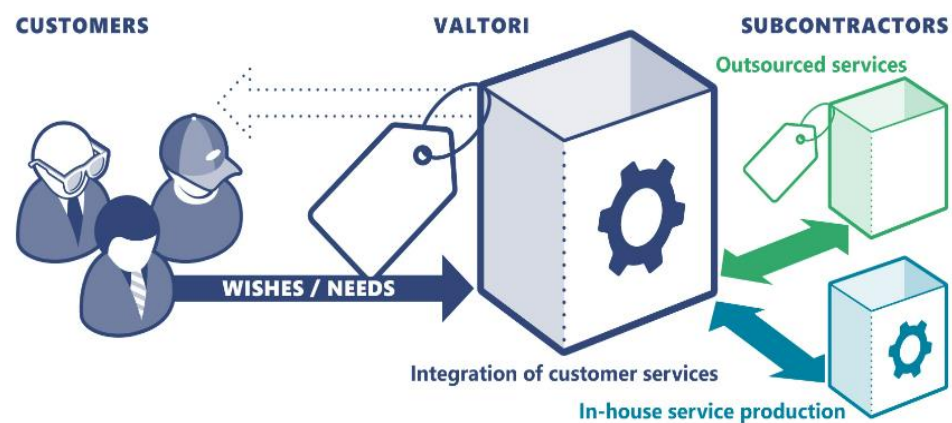 CUSTOMERS
VALTORI
SUBCONTRACTORS
Outsourced services
WISHES / NEEDS
Integration of customer services
In-house service production